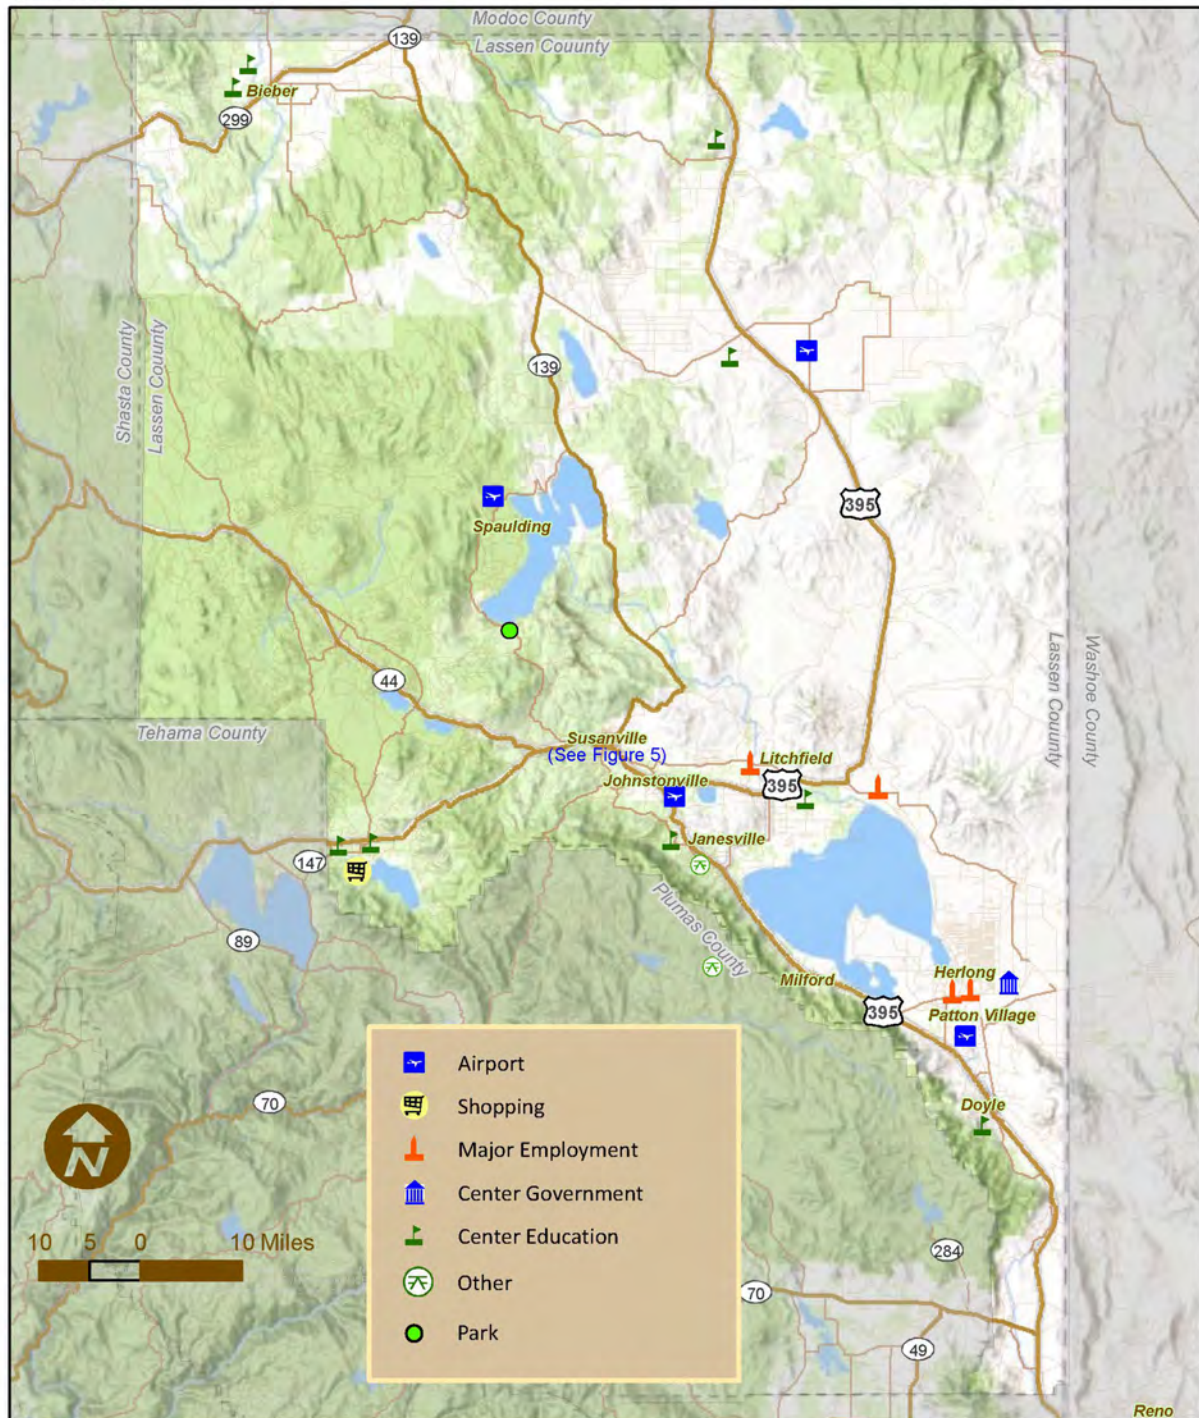 Modoc County
Lassen Couunty
139
Bieber
299
Shasta County
Lassen Couunty
139
395
Spaulding
44
Tehama County
Susanville
(See Figure 5)
Litchfield
Johnstonville
395
Janesville
147
Plumas County
89
Milford
Herlong
395
Patton Village
Lassen Couunty
Washoe County
Doyle
70
N
10 5 0 10 Miles
Airport
Shopping
Major Employment
Center Government
Center Education
Other
Park
284
70
49
Reno